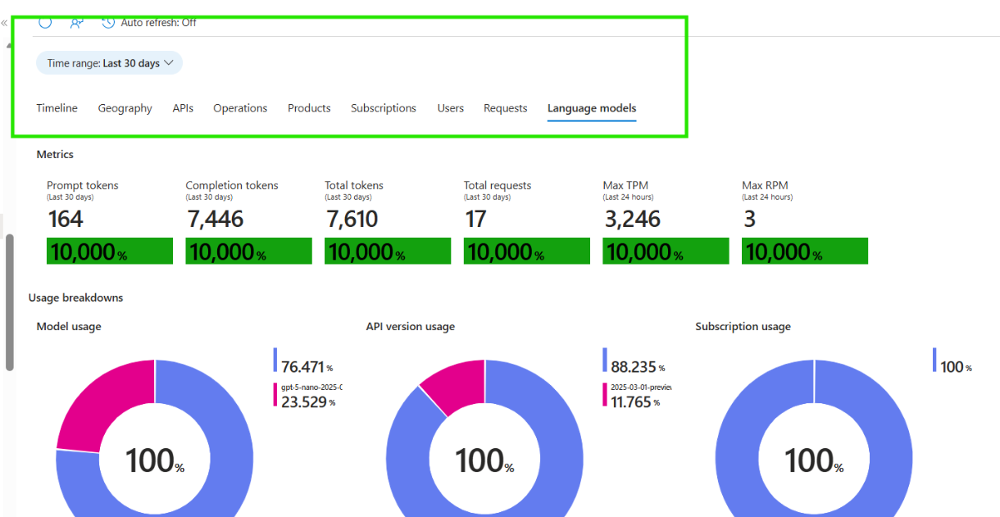 Auto refresh: Off
Time range: Last 30 days
Timeline Geography APIs Operations Products Subscriptions Users Requests Language models
Metrics
Prompt tokens Completion tokens Total tokens Total requests Max TPM Max RPM
(Last 30 days) (Last 30 days) (Last 30 days) (Last 30 days) (Last 24 hours) (Last 24 hours)
164 7,446 7,610 17 3,246 3
10,000 % 10,000 % 10,000 % 10,000 % 10,000 % 10,000 %
Usage breakdowns
Model usage API version usage Subscription usage
76.471 % 88.235 % 100 %
gpt-5-nano-2025-0 2025-03-01-preview
23.529 % 11.765 %
100 % 100 % 100 %